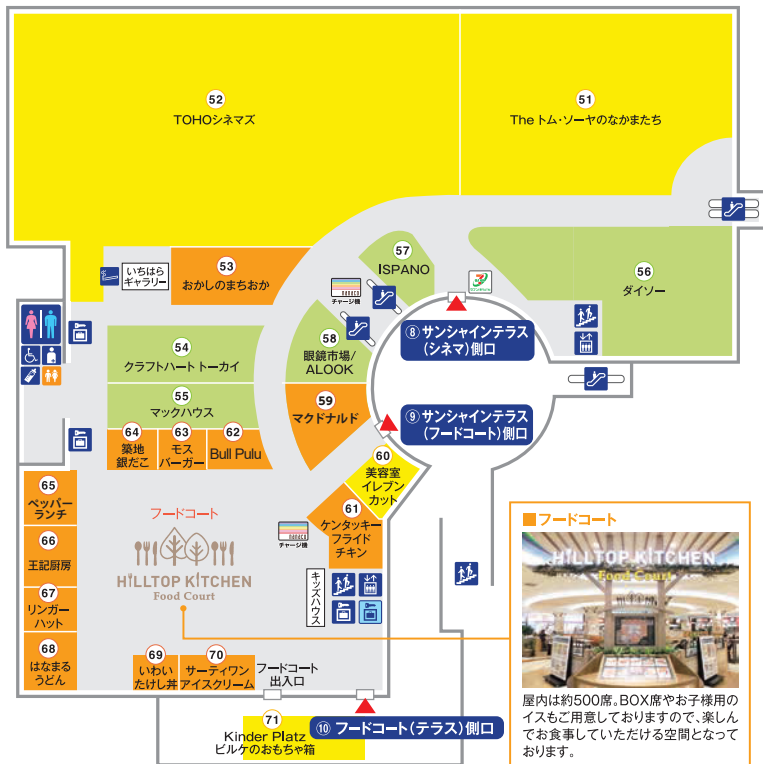 52
TOHOシネマズ
51
The トム・ソーヤのなかまたち
いちはら
ギャラリー
53
おかしのまちおか
57
ISPANO
nanaco
チャージ機
56
ダイソー
58
眼鏡市場/
ALOOK
⑧ サンシャインテラス
(シネマ)側口
54
クラフトハート トーカイ
55
マックハウス
59
マクドナルド
⑨ サンシャインテラス
(フードコート)側口
64
築地
銀だこ
63
モス
バーガー
62
Bull Pulu
60
美容室
イレブン
カット
61
ケンタッキー
フライド
チキン
65
ペッパー
ランチ
66
王記厨房
67
リンガー
ハット
68
はなまる
うどん
フードコート
HILLTOP KITCHEN
Food Court
nanaco
チャージ機
キッズハウス
69
いわい
たけし丼
70
サーティワン
アイスクリーム
フードコート
出入口
71
Kinder Platz
ビルケのおもちゃ箱
⑩ フードコート(テラス)側口
■フードコート
HILLTOP KITCHEN
Food Court
屋内は約500席。BOX席やお子様用の
イスもご用意しておりますので、楽しん
でお食事していただける空間となって
おります。